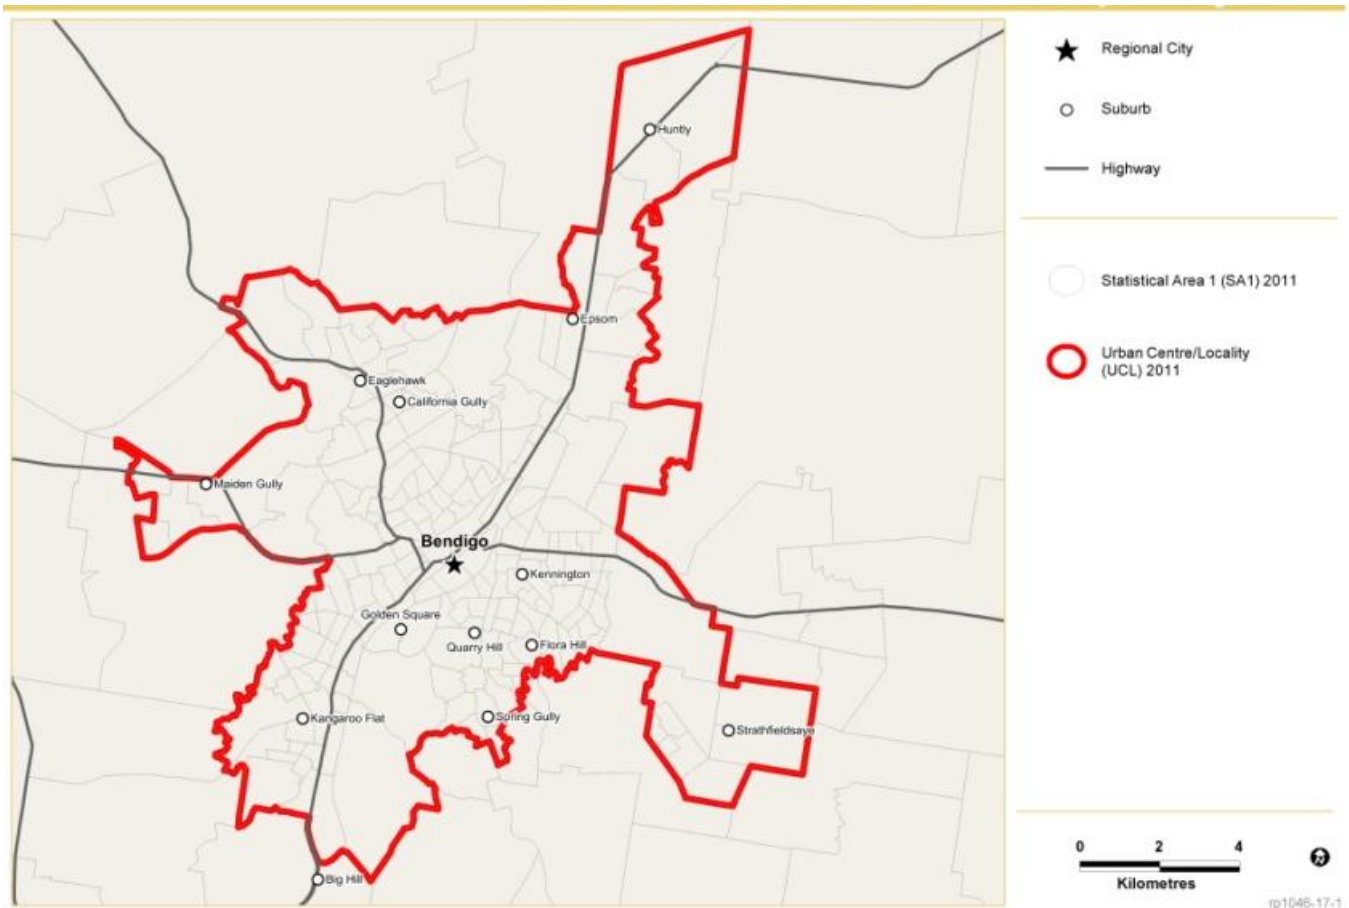 Regional City
Huntly
Suburb
Highway
Statistical Area 1 (SA1) 2011
Epsom
Urban Centre/Locality
(UCL) 2011
Eaglehawk
California Gully
Maiden Gully
Bendigo
Kennington
Golden Square
Quarry Hill
Flora Hill
Kangaroo Flat
Spring Gully
Strathfieldsaye
Big Hill
0 2 4
Kilometres
rp1046-17-1